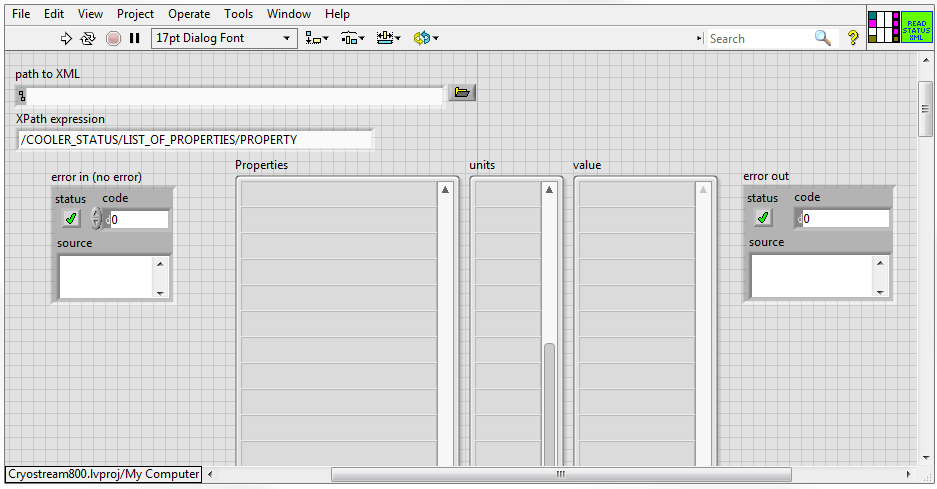 File Edit View Project Operate Tools Window Help
17pt Dialog Font
Search
?
READ
STATUS
XML
path to XML
XPath expression
/COOLER_STATUS/LIST_OF_PROPERTIES/PROPERTY
Properties units value
error in (no error)
status code
d 0
source
error out
status code
d 0
source
Cryostream800.lvproj/My Computer